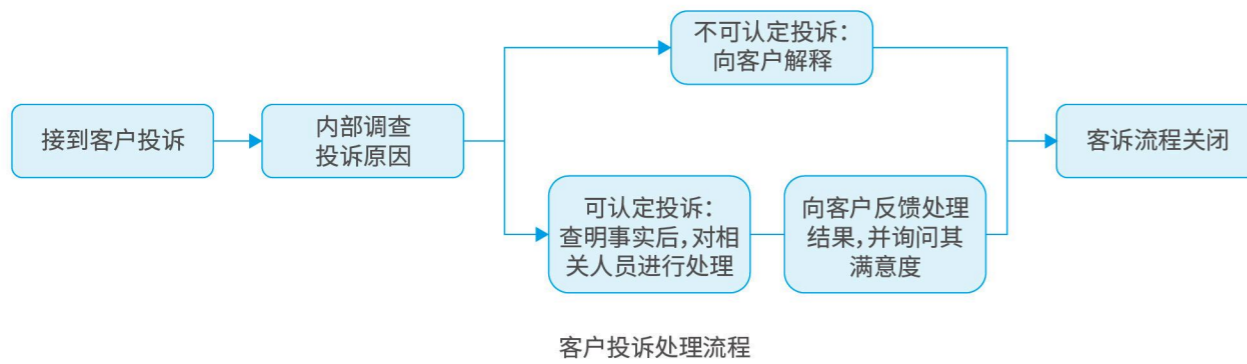 接到客户投诉
内部调查
投诉原因
不可认定投诉：
向客户解释
可认定投诉：
查明事实后，对相
关人员进行处理
向客户反馈处理
结果，并询问其
满意度
客诉流程关闭
客户投诉处理流程